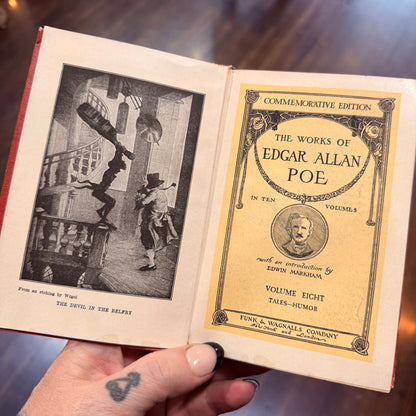 From an etching by Wögel
THE DEVIL IN THE BELFRY
COMMEMORATIVE EDITION
THE WORKS OF
EDGAR ALLAN
POE
IN TEN
VOLUMES
with an introduction by
EDWIN MARKHAM
VOLUME EIGHT
TALES—HUMOR
FUNK & WAGNALLS COMPANY
New York and London